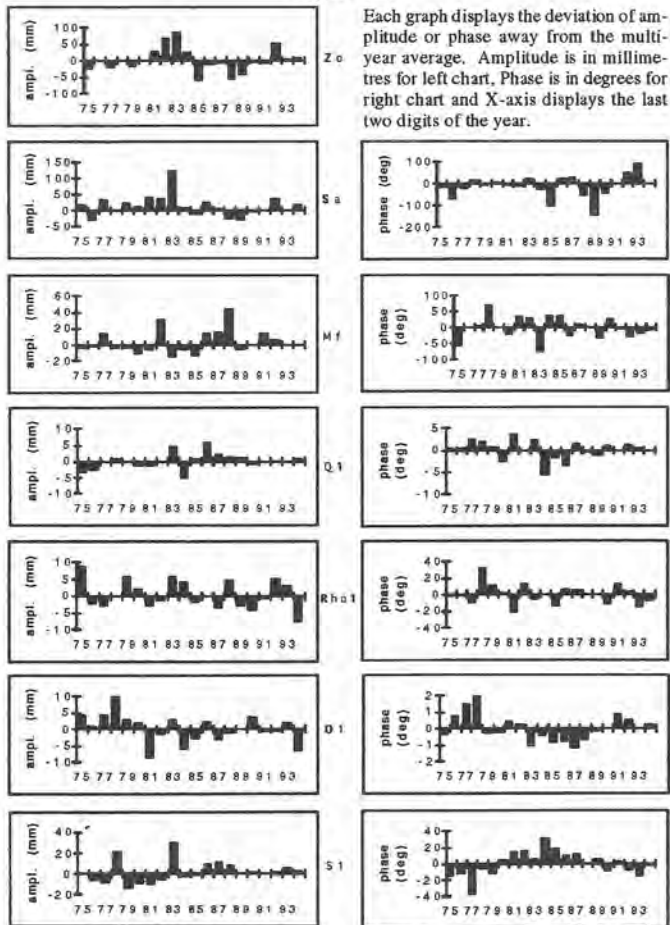 Each graph displays the deviation of am-
plitude or phase away from the multi-
year average. Amplitude is in millime-
tres for left chart, Phase is in degrees for
right chart and X-axis displays the last
two digits of the year.
ampl. (mm)
100
50
0
-50
-100
75 77 79 81 83 85 87 89 91 93
Zo
ampl. (mm)
150
100
50
0
-50
75 77 79 81 83 85 87 89 91 93
Sa
phase (deg)
100
0
-100
-200
75 77 79 81 83 85 87 89 91 93
ampl. (mm)
60
40
20
0
-20
75 77 79 81 83 85 87 89 91 93
Mf
phase
(deg)
100
50
0
-50
-100
75 77 79 81 83 85 87 89 91 93
ampl. (mm)
10
5
0
-5
-10
75 77 79 81 83 85 87 89 91 93
Q1
phase
(deg)
5
0
-5
-10
75 77 79 81 83 85 87 89 91 93
ampl. (mm)
10
5
0
-5
-10
75 77 79 81 83 85 87 89 91 93
Rho1
phase
(deg)
40
20
0
-20
-40
75 77 79 81 83 85 87 89 91 93
ampl. (mm)
10
5
0
-5
-10
75 77 79 81 83 85 87 89 91 93
O1
phase
(deg)
2
1
0
-1
-2
75 77 79 81 83 85 87 89 91 93
ampl. (mm)
40
20
0
-20
75 77 79 81 83 85 87 89 91 93
S1
phase
(deg)
40
20
0
-20
-40
75 77 79 81 83 85 87 89 91 93